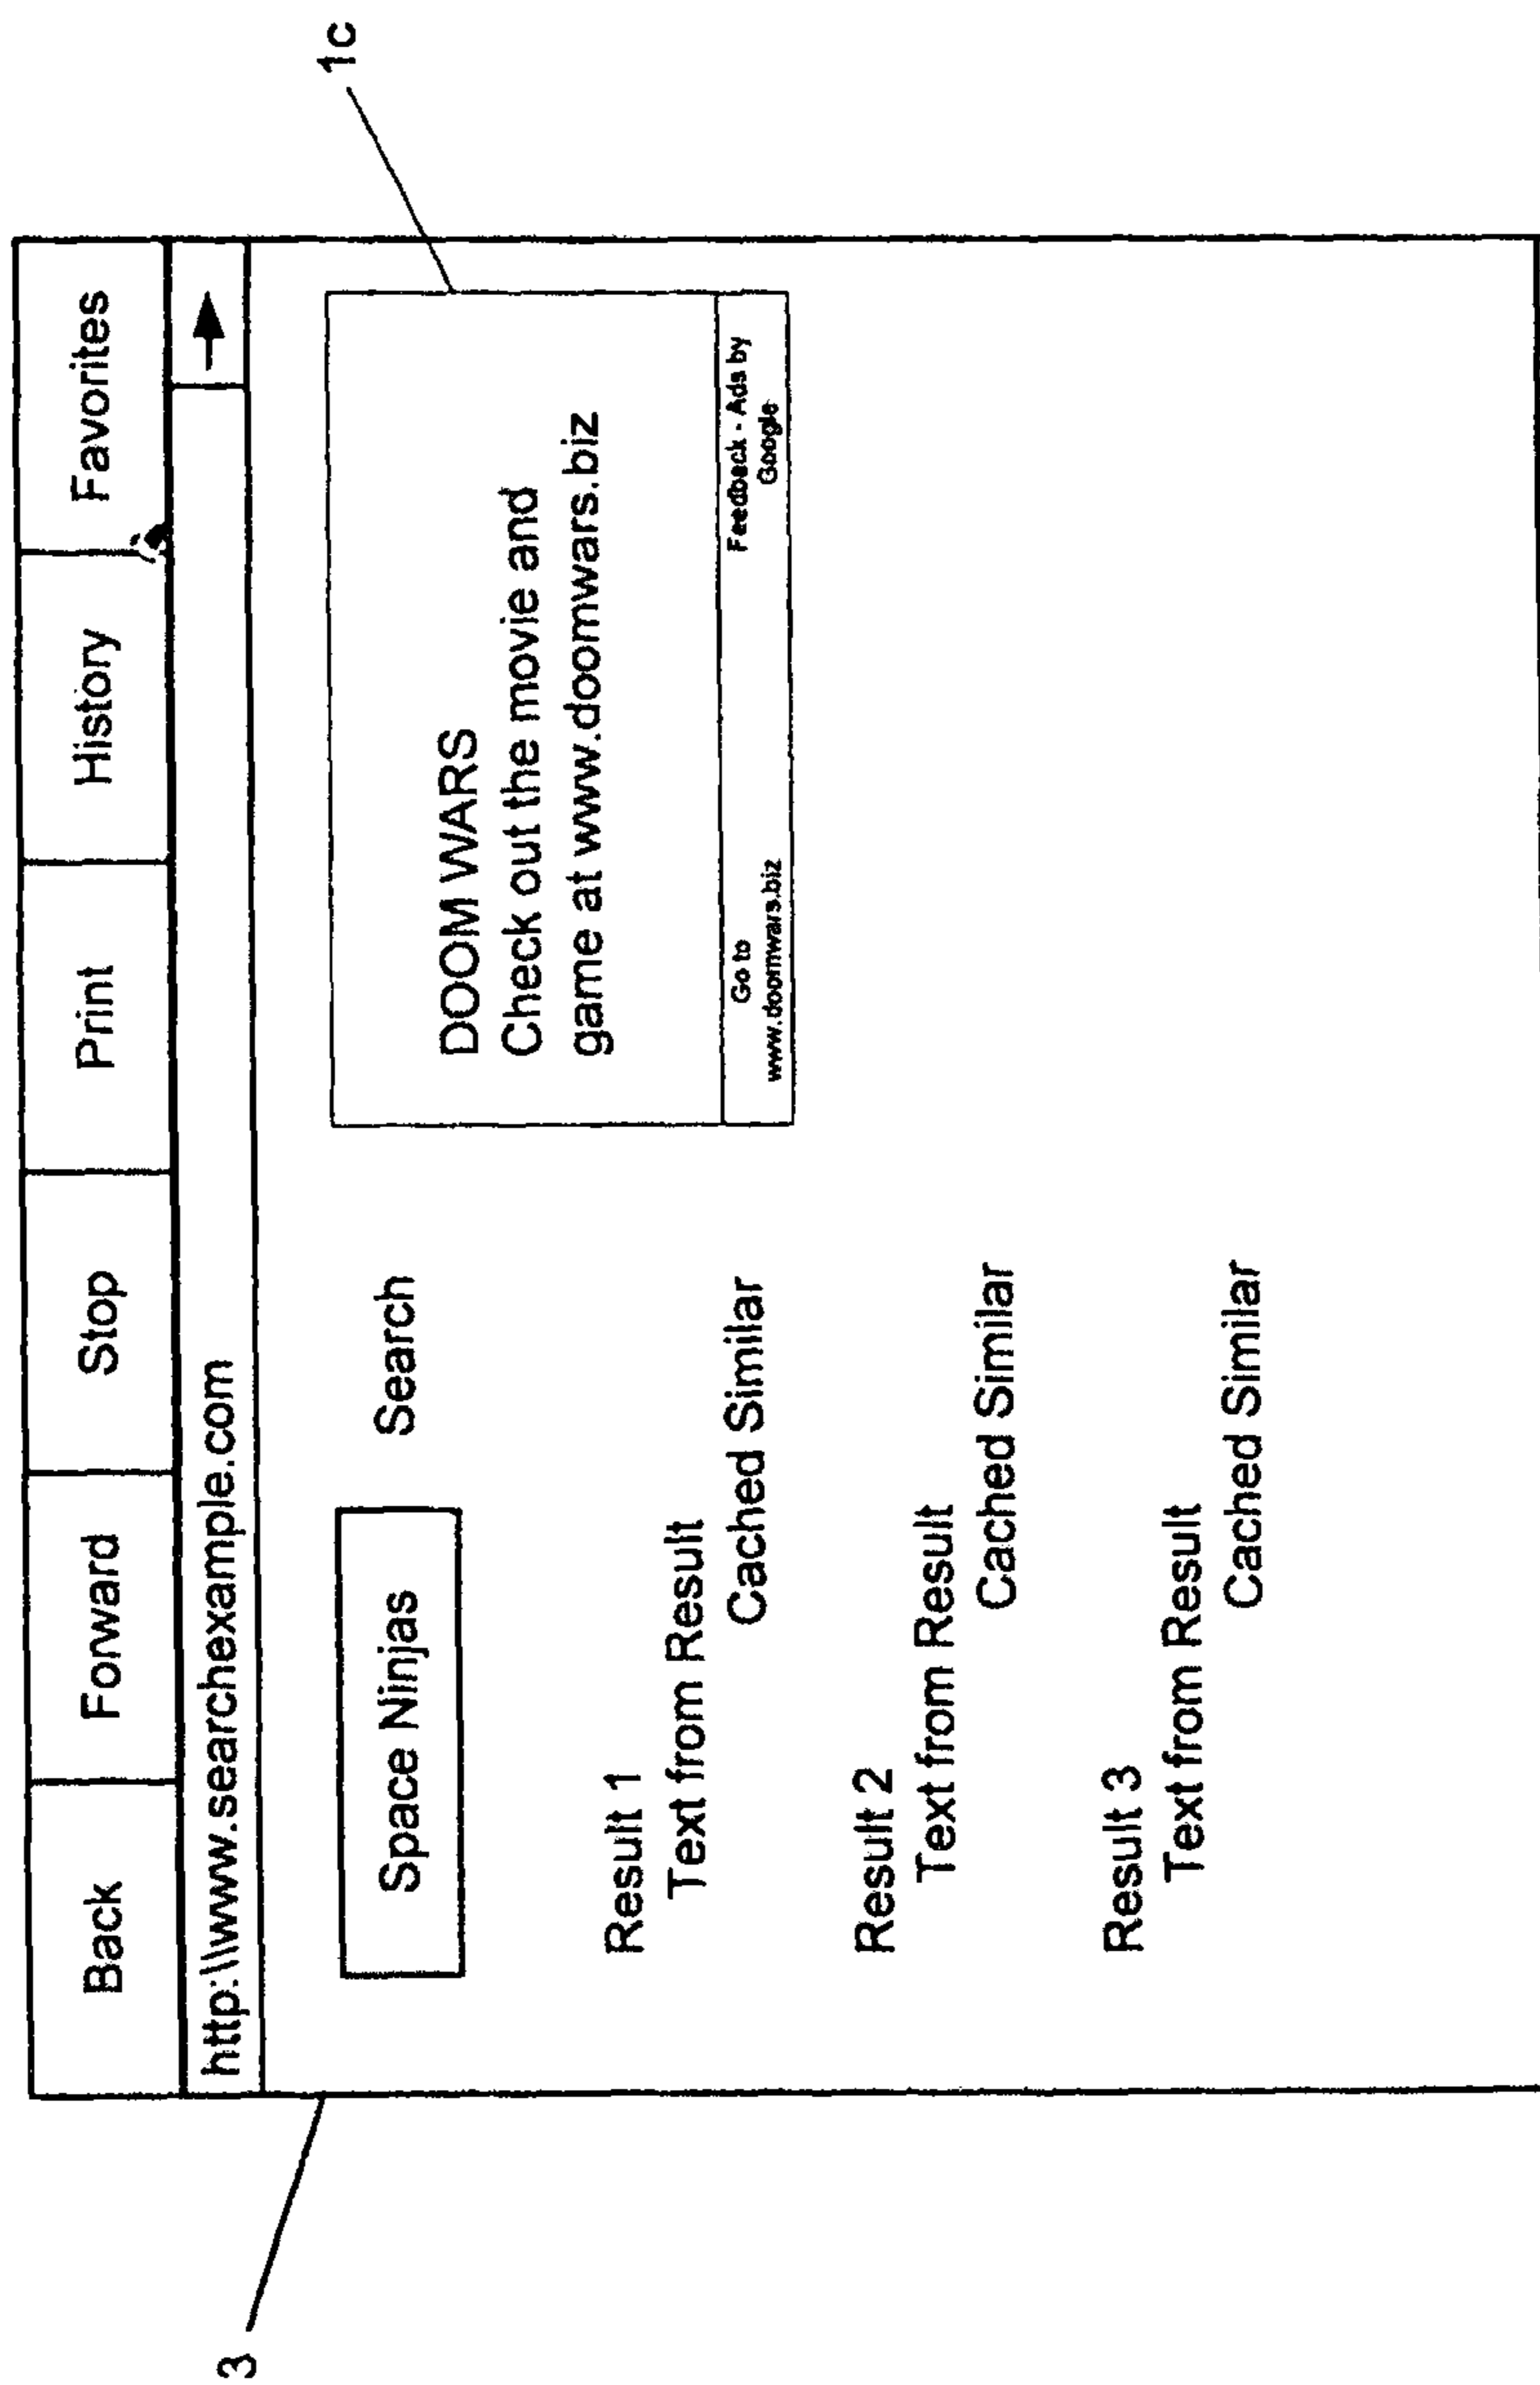 Back Forward Stop Print History Favorites
http:\\www.searchexample.com
3
1c
Space Ninjas Search
DOOM WARS
Check out the movie and
game at www.doomwars.biz
Go to
www.doomwars.biz
Feedback - Ads by
Google
Result 1
Text from Result
Cached Similar
Result 2
Text from Result
Cached Similar
Result 3
Text from Result
Cached Similar